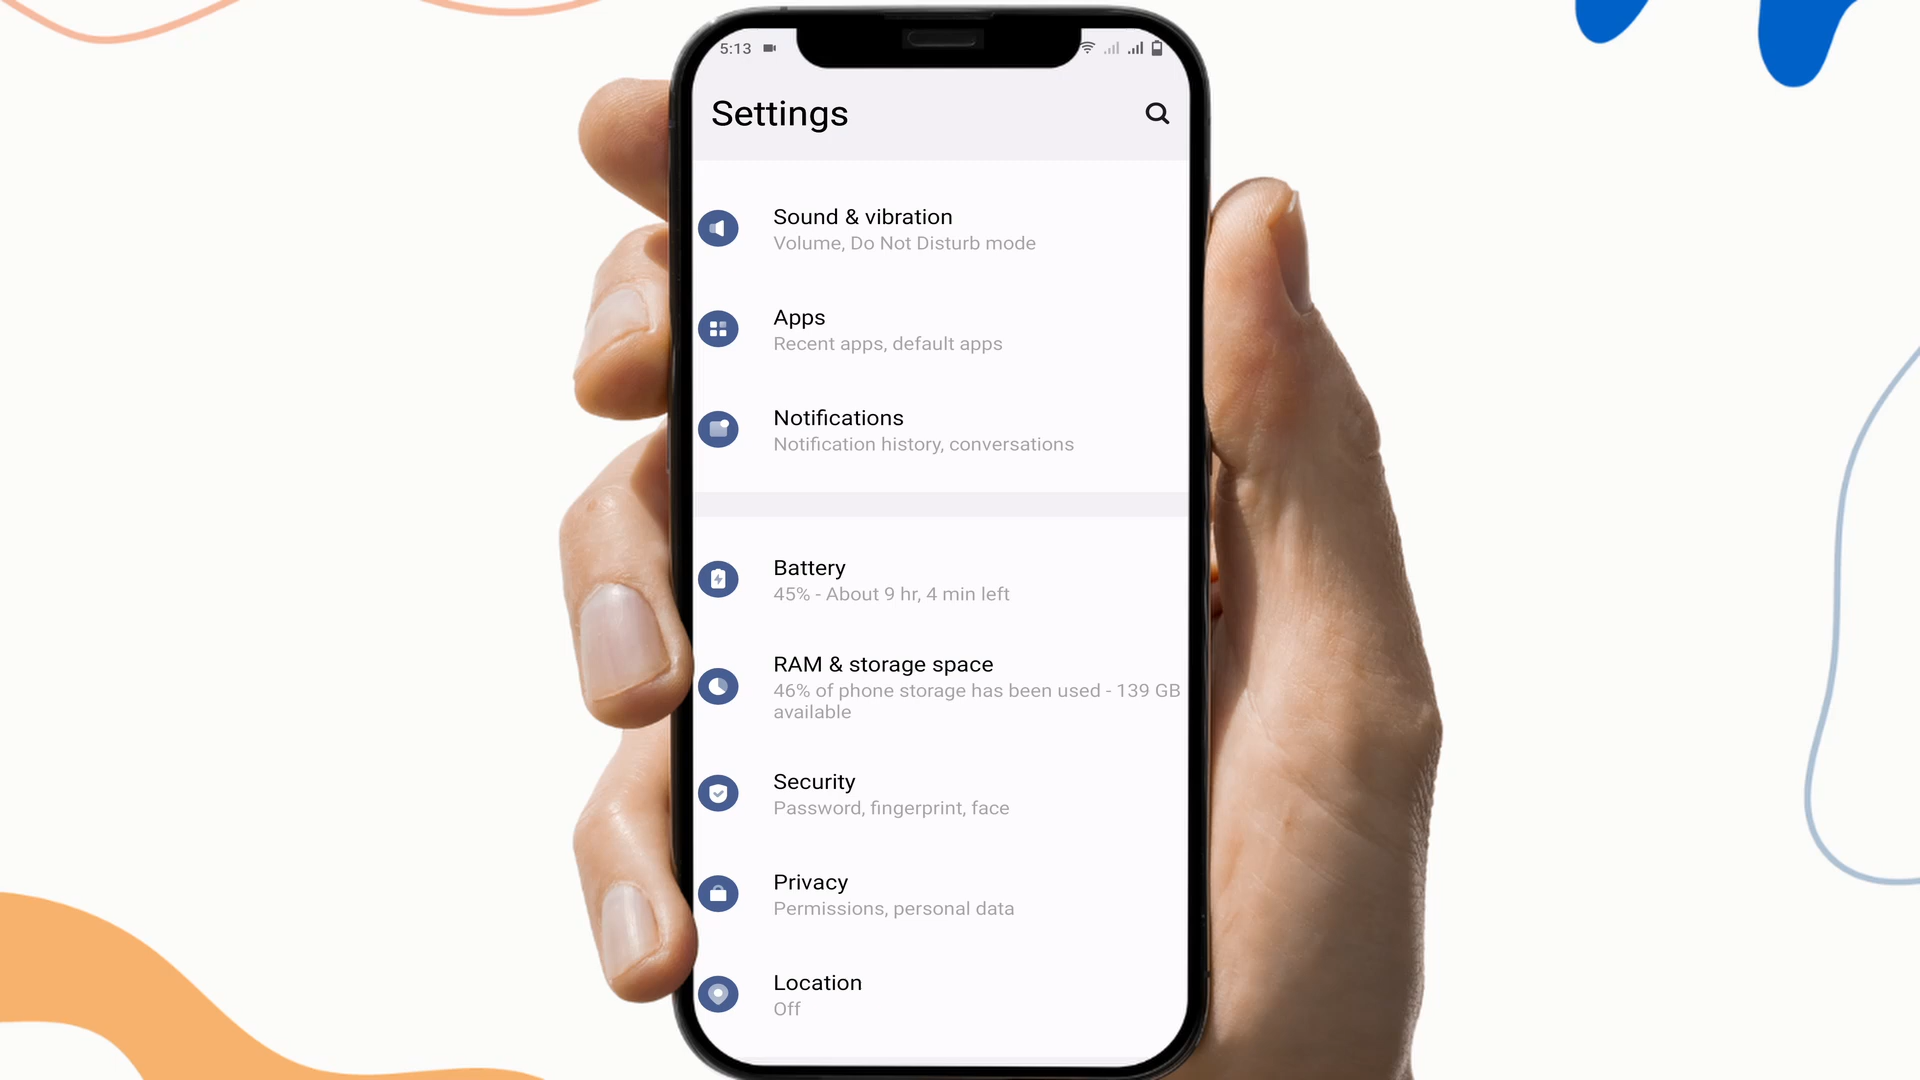 5:13
Settings
Sound & vibration
Volume, Do Not Disturb mode
Apps
Recent apps, default apps
Notifications
Notification history, conversations
Battery
45% - About 9 hr, 4 min left
RAM & storage space
46% of phone storage has been used - 139 GB
available
Security
Password, fingerprint, face
Privacy
Permissions, personal data
Location
Off